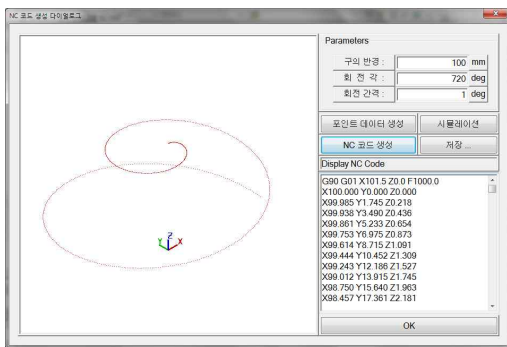 NC 코드 생성 다이얼로그
Parameters
구의 반경 : 100 mm
회 전 각 : 720 deg
회전 간격 : 1 deg
포인트 데이터 생성 시뮬레이션
NC 코드 생성 저장 ...
Display NC Code
G90 G01 X101.5 Z0.0 F1000.0
X100.000 Y0.000 Z0.000
X99.985 Y1.745 Z0.218
X99.938 Y3.490 Z0.436
X99.861 Y5.233 Z0.654
X99.753 Y6.975 Z0.873
X99.614 Y8.715 Z1.091
X99.444 Y10.452 Z1.309
X99.243 Y12.186 Z1.527
X99.012 Y13.915 Z1.745
X98.750 Y15.640 Z1.963
X98.457 Y17.361 Z2.181
Z
Y X
OK